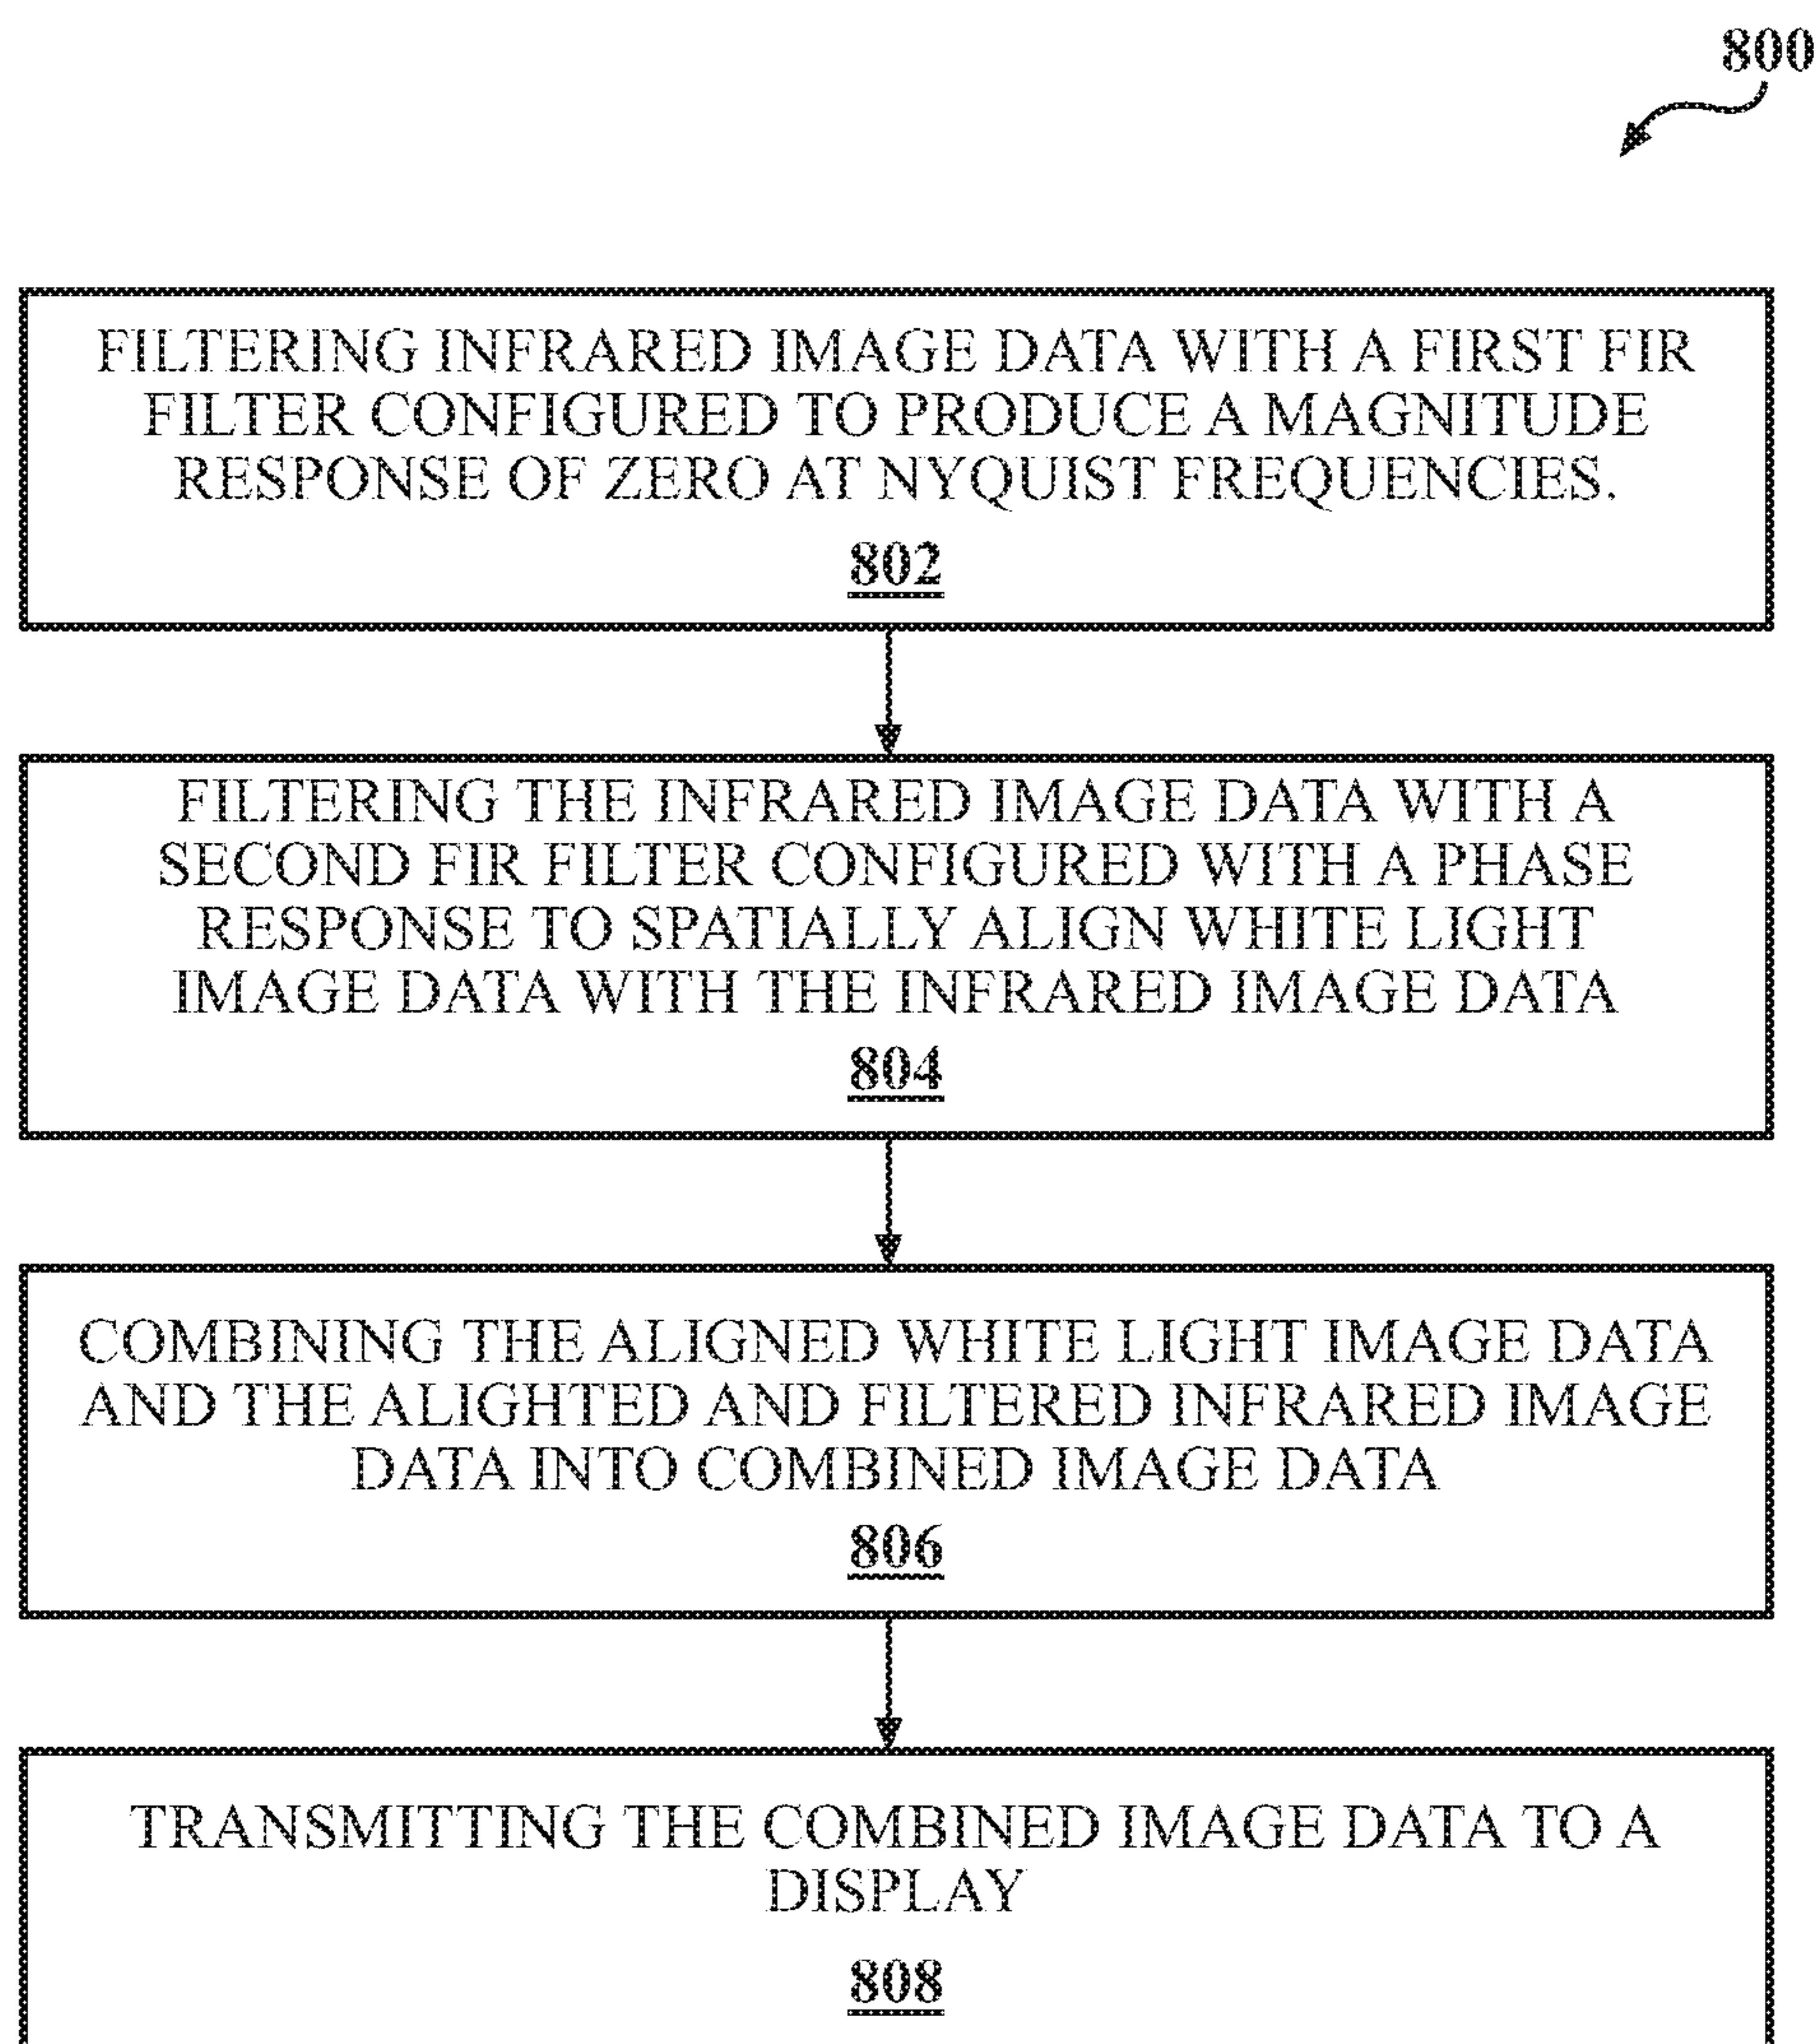 800
FILTERING INFRARED IMAGE DATA WITH A FIRST FIR
FILTER CONFIGURED TO PRODUCE A MAGNITUDE
RESPONSE OF ZERO AT NYQUIST FREQUENCIES.
802
FILTERING THE INFRARED IMAGE DATA WITH A
SECOND FIR FILTER CONFIGURED WITH A PHASE
RESPONSE TO SPATIALLY ALIGN WHITE LIGHT
IMAGE DATA WITH THE INFRARED IMAGE DATA
804
COMBINING THE ALIGNED WHITE LIGHT IMAGE DATA
AND THE ALIGHTED AND FILTERED INFRARED IMAGE
DATA INTO COMBINED IMAGE DATA
806
TRANSMITTING THE COMBINED IMAGE DATA TO A
DISPLAY
808